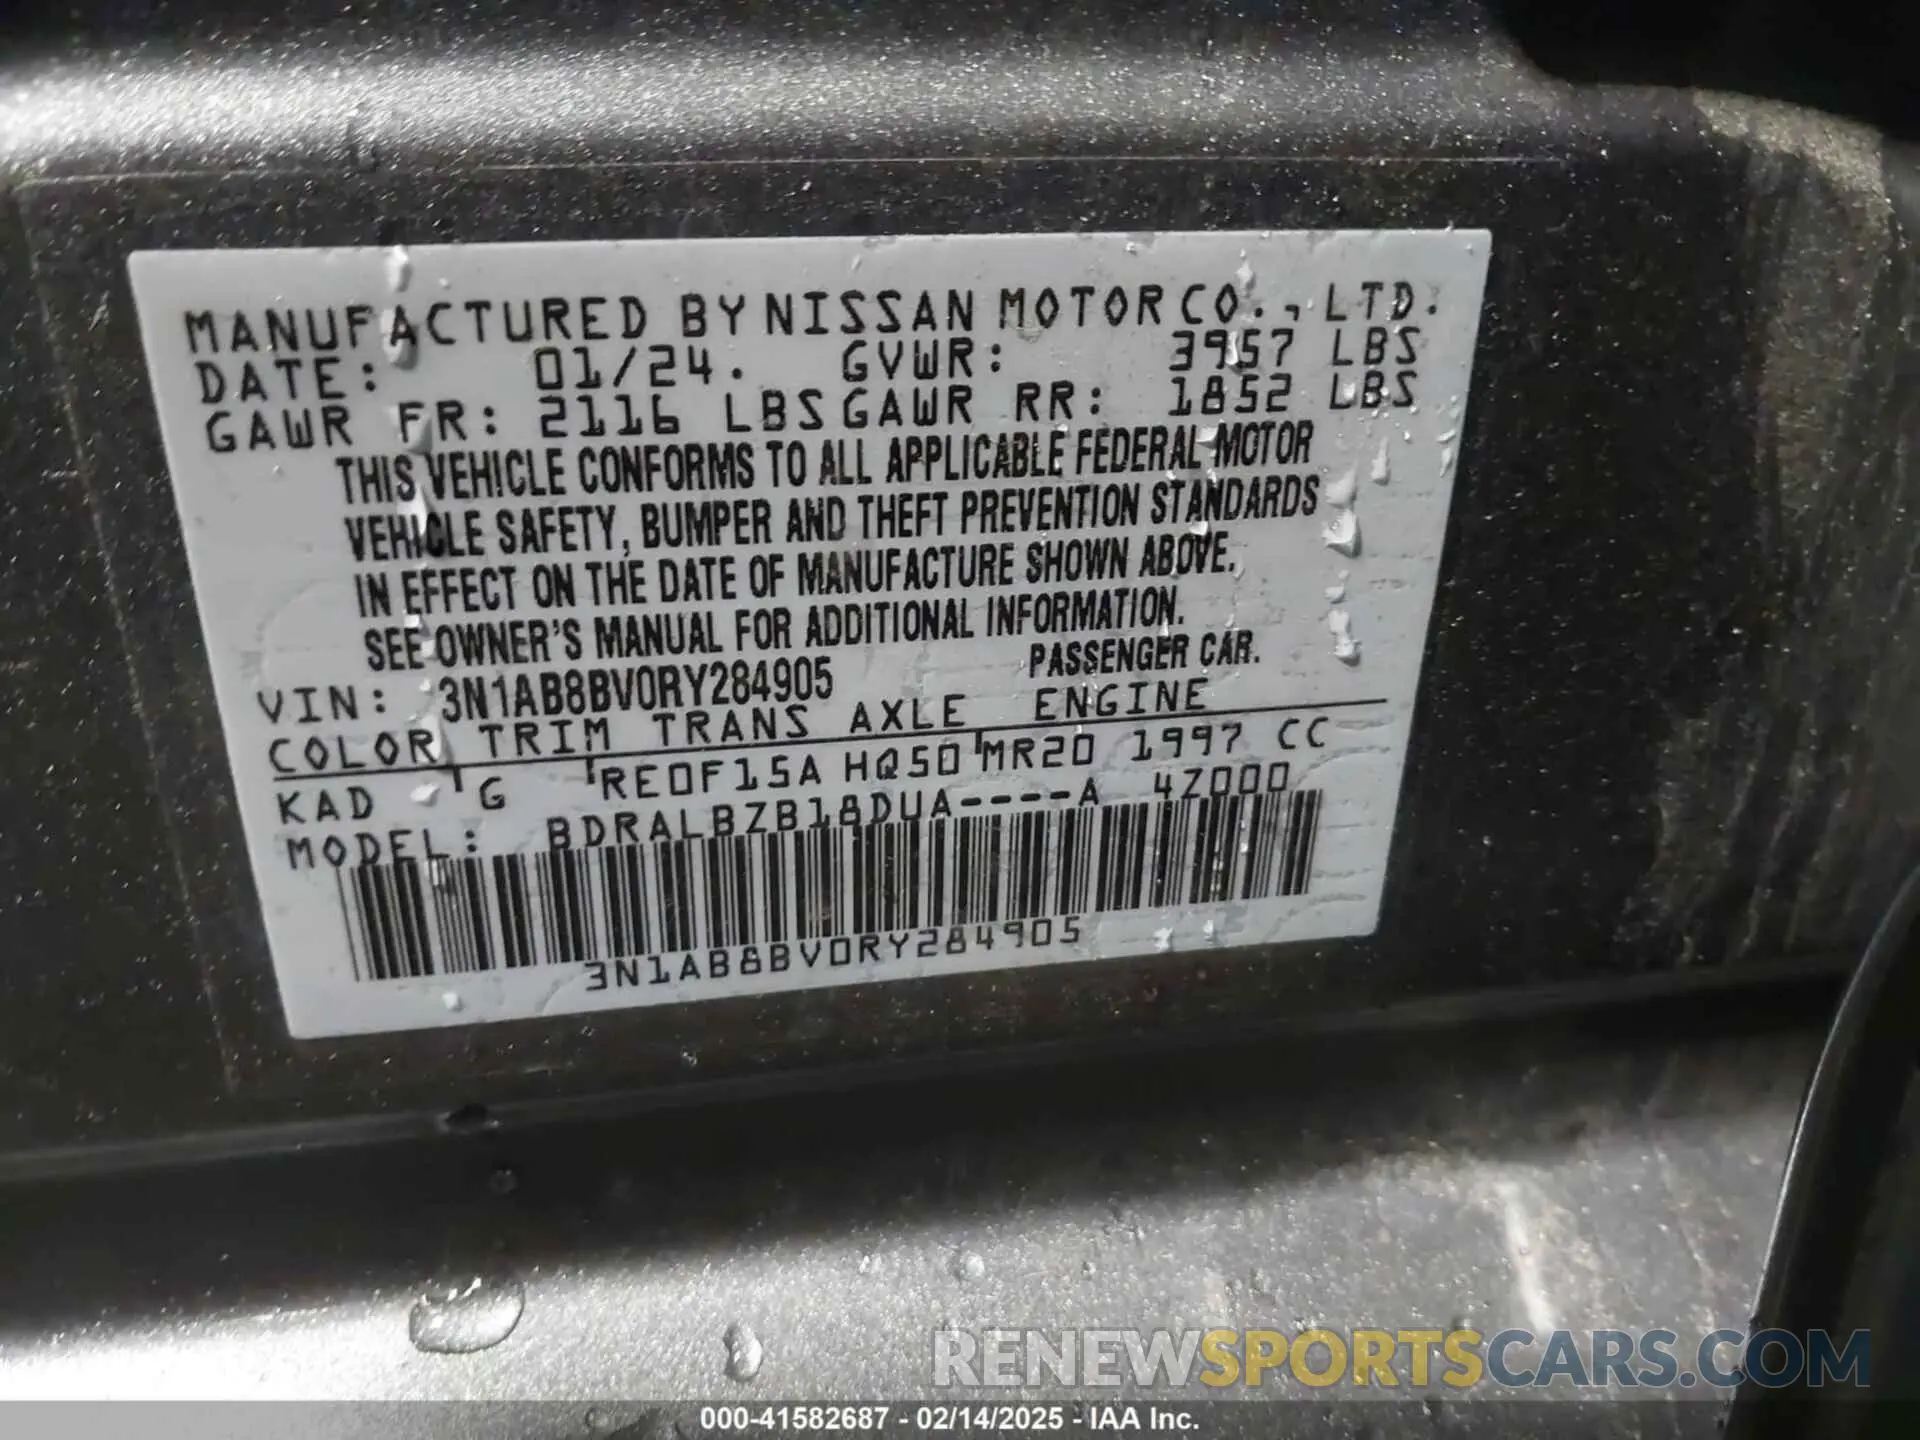 MANUFACTURED BY NISSAN MOTOR CO., LTD.
DATE: 01/24. GVWR: 3957 LBS
GAWR FR: 2116 LBS GAWR RR: 1852 LBS
THIS VEHICLE CONFORMS TO ALL APPLICABLE FEDERAL MOTOR
VEHICLE SAFETY, BUMPER AND THEFT PREVENTION STANDARDS
IN EFFECT ON THE DATE OF MANUFACTURE SHOWN ABOVE.
SEE OWNER'S MANUAL FOR ADDITIONAL INFORMATION.
VIN: 3N1AB8BV0RY284905 PASSENGER CAR.
COLOR TRIM TRANS AXLE ENGINE
KAD G RE0F15A HQ50 MR20 1997 CC
MODEL: BDRALBZB18DUA----A 4Z000
3N1AB8BV0RY284905
RENEWSPORTSCARS.COM
000-41582687 - 02/14/2025 - IAA Inc.